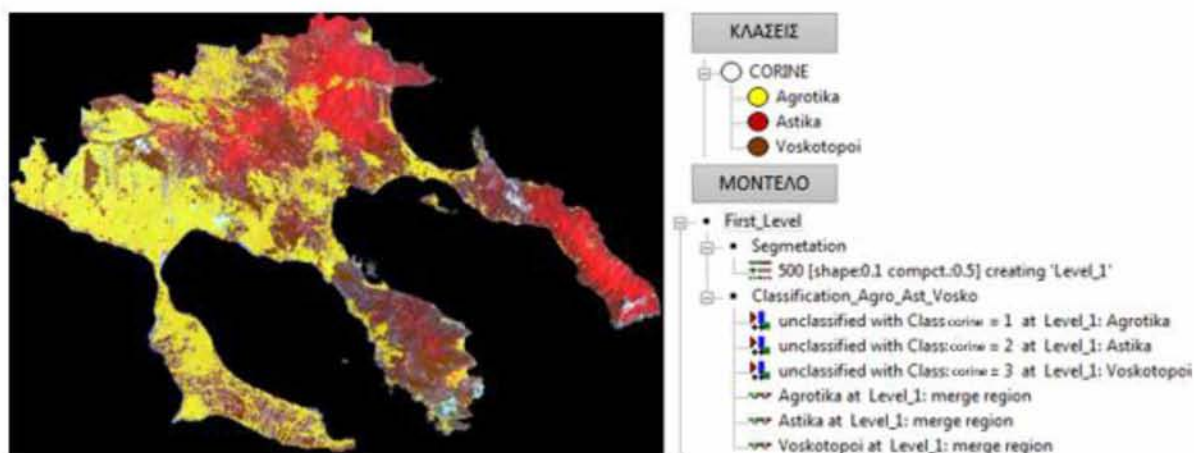 ΚΛΑΣΕΙΣ
CORINE
Agrotika
Astika
Voskotopoi
ΜΟΝΤΕΛΟ
First_Level
Segmetation
500 [shape:0.1 compct.:0.5] creating 'Level_1'
Classification_Agro_Ast_Vosko
unclassified with Class: corine = 1 at Level_1: Agrotika
unclassified with Class: corine = 2 at Level_1: Astika
unclassified with Class: corine = 3 at Level_1: Voskotopoi
Agrotika at Level_1: merge region
Astika at Level_1: merge region
Voskotopoi at Level_1: merge region